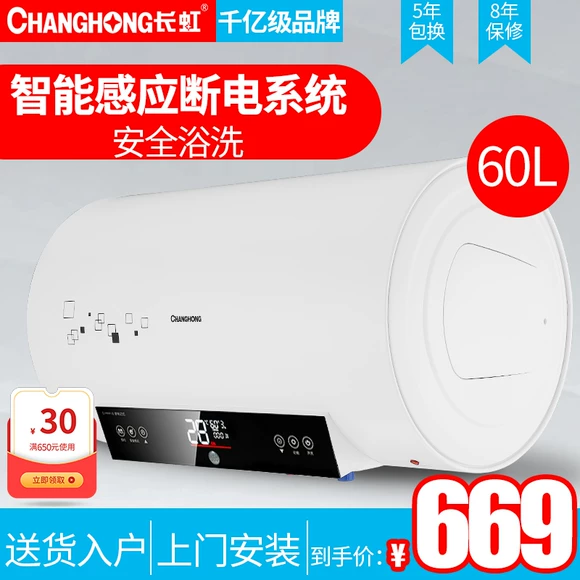 CHANGHONG长虹® 千亿级品牌
5年
包换
8年
保修
智能感应断电系统
安全浴洗
60L
CHANGHONG
¥30
满650元使用
立即领取
28
送货入户 上门安装 到手价: ¥669